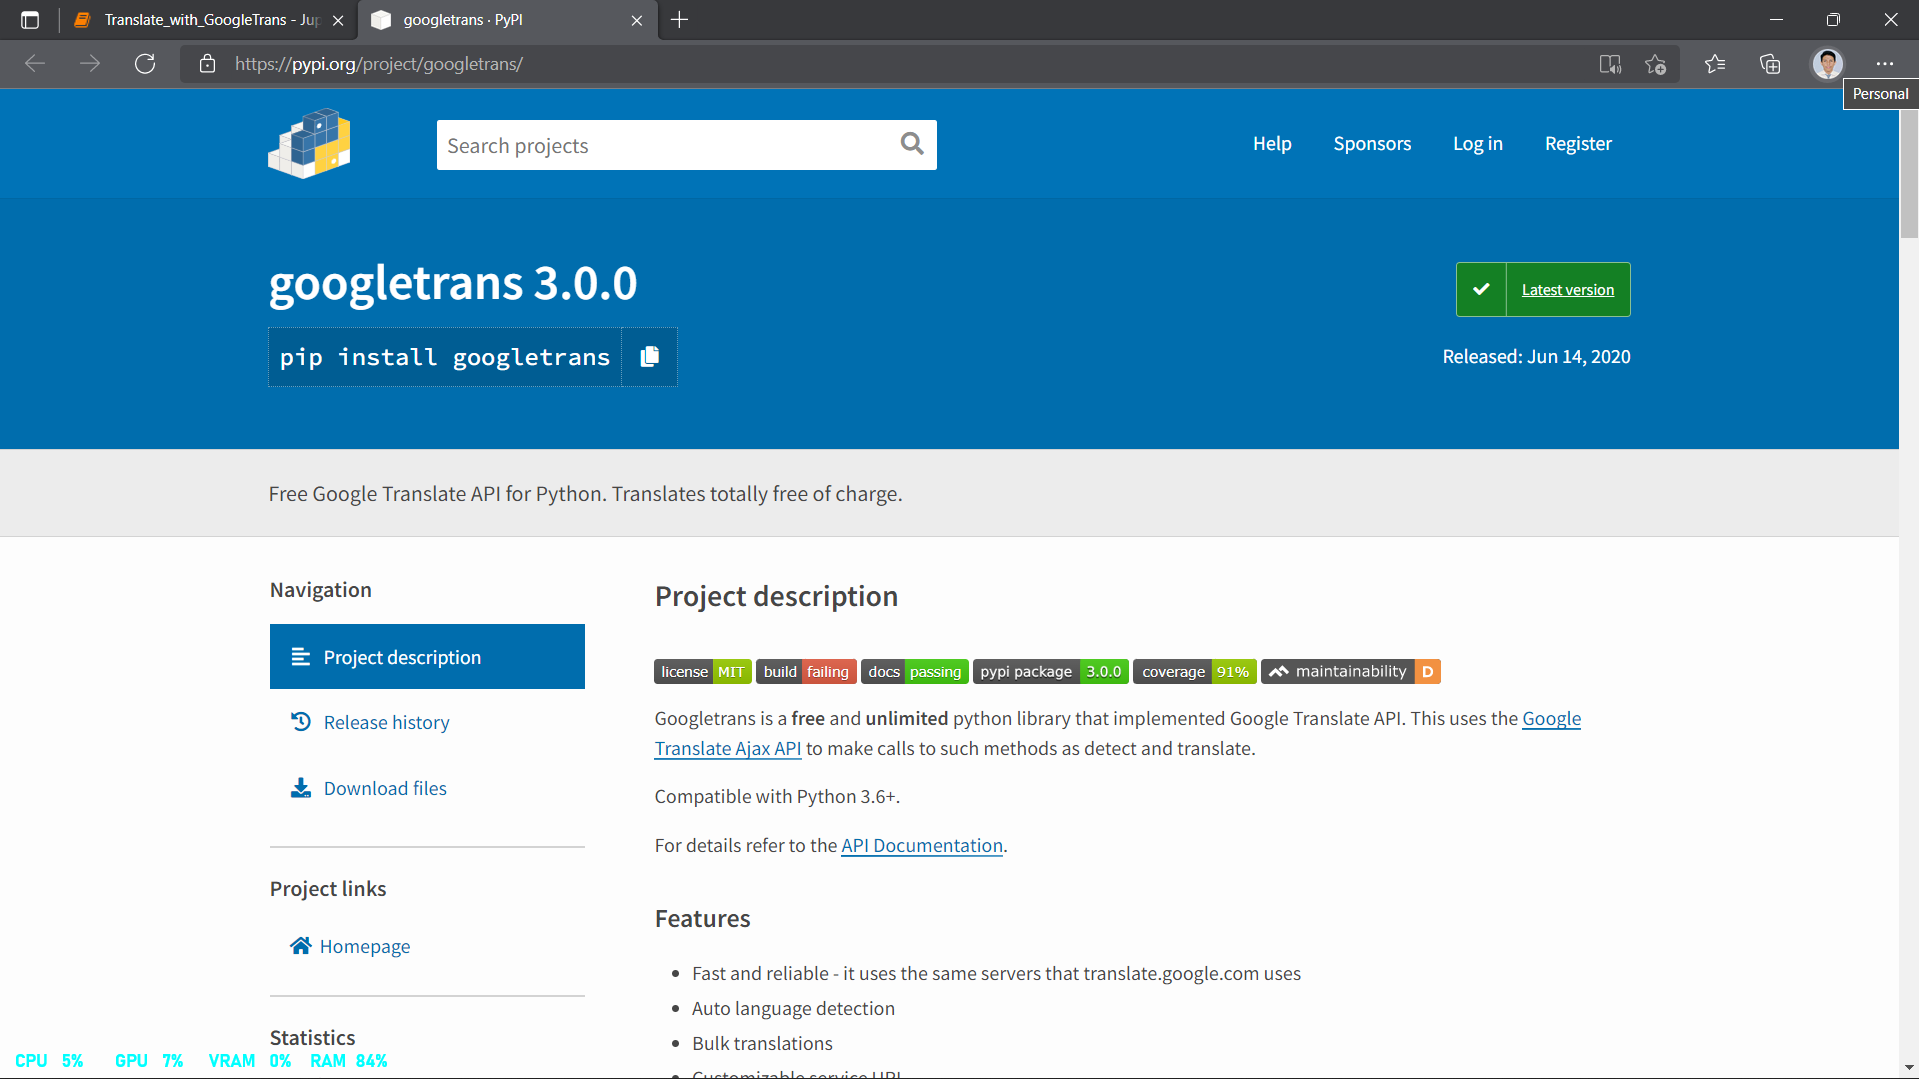 Translate_with_GoogleTrans - Jup
googletrans · PyPI
https://pypi.org/project/googletrans/
Personal
Search projects
Help
Sponsors
Log in
Register
googletrans 3.0.0
Latest version
pip install googletrans
Released: Jun 14, 2020
Free Google Translate API for Python. Translates totally free of charge.
Navigation
Project description
Release history
Download files
Project links
Homepage
Statistics
Project description
license MIT build failing docs passing pypi package 3.0.0 coverage 91% maintainability D
Googletrans is a free and unlimited python library that implemented Google Translate API. This uses the Google
Translate Ajax API to make calls to such methods as detect and translate.
Compatible with Python 3.6+.
For details refer to the API Documentation.
Features
Fast and reliable - it uses the same servers that translate.google.com uses
Auto language detection
Bulk translations
Customizable service URL
CPU 5% GPU 7% VRAM 0% RAM 84%